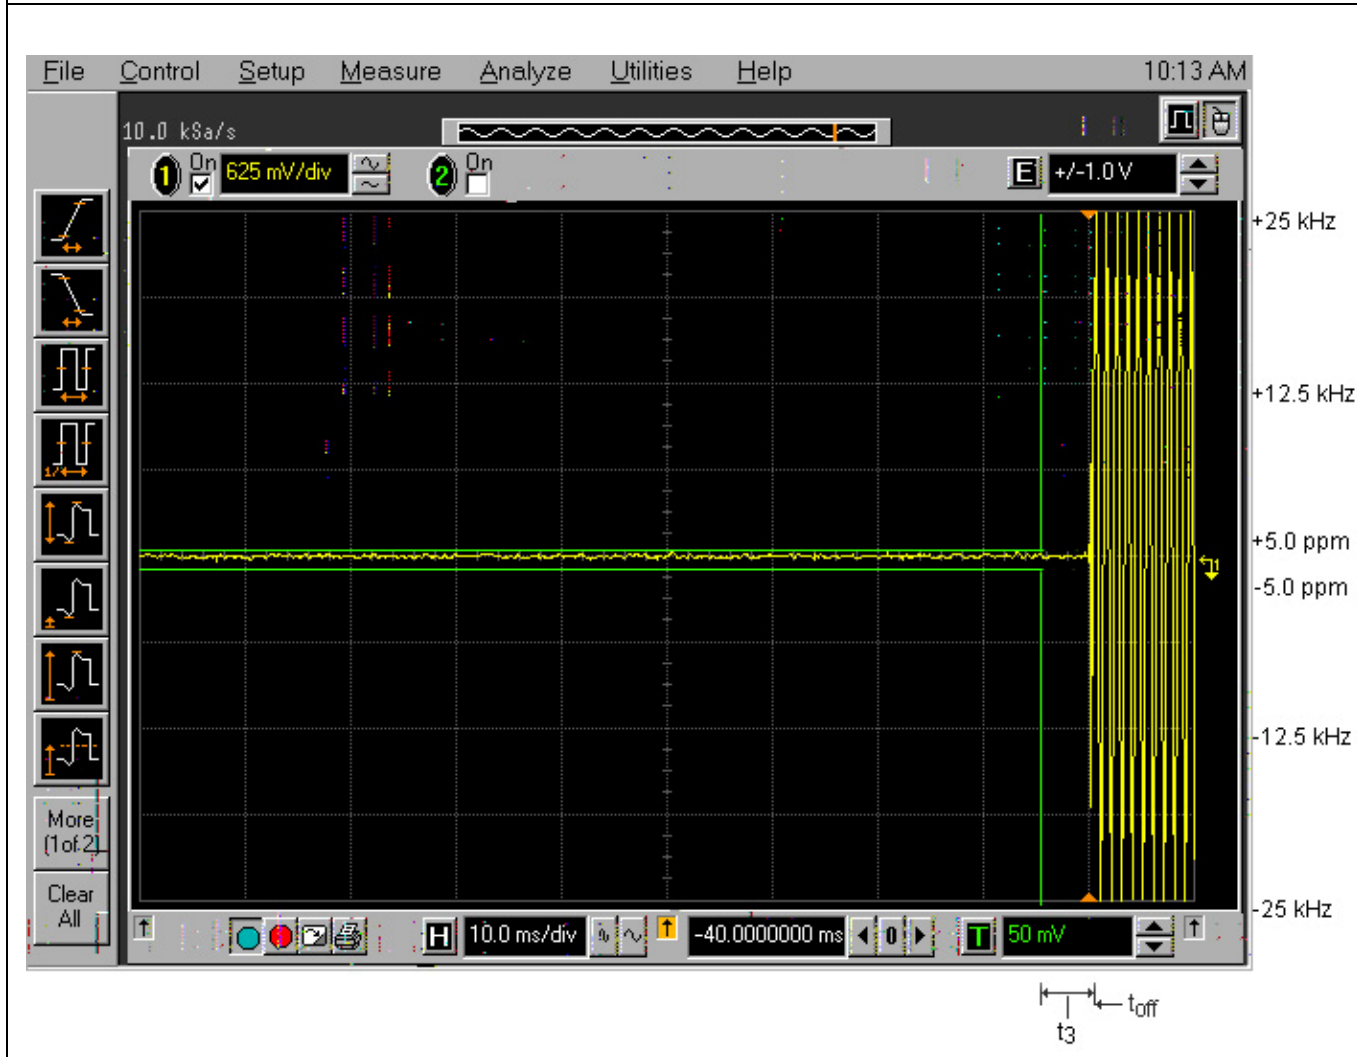 File Control Setup Measure Analyze Utilities Help 10:13 AM
10.0 kSa/s
1 On 625 mV/div 2 On E +/-1.0 V
+25 kHz
+12.5 kHz
1/
+5.0 ppm
1
-5.0 ppm
-12.5 kHz
More
(1 of 2)
Clear
All
-25 kHz
H 10.0 ms/div -40.0000000 ms 0 T 50 mV
t3
toff